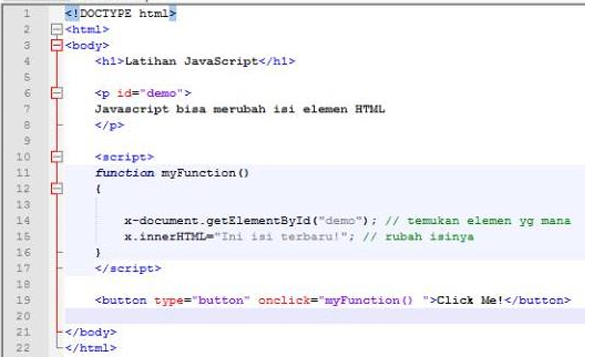 1 <!DOCTYPE html>
2 <html>
3 <body>
4 <h1>Latihan JavaScript</h1>
5
6 <p id="demo">
7 Javascript bisa merubah isi elemen HTML
8 </p>
9
10 <script>
11 function myFunction()
12 {
13
14 x-document.getElementById("demo"); // temukan elemen yg mana
15 x.innerHTML="Ini isi terbaru!"; // rubah isinya
16 }
17 </script>
18
19 <button type="button" onclick="myFunction() ">Click Me!</button>
20
21 </body>
22 </html>